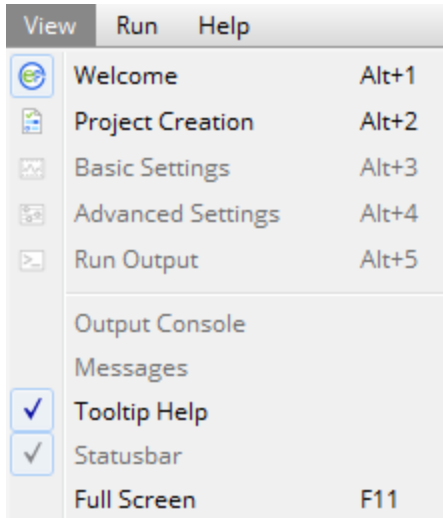 View Run Help
Welcome Alt+1
Project Creation Alt+2
Basic Settings Alt+3
Advanced Settings Alt+4
Run Output Alt+5
Output Console
Messages
Tooltip Help
Statusbar
Full Screen F11